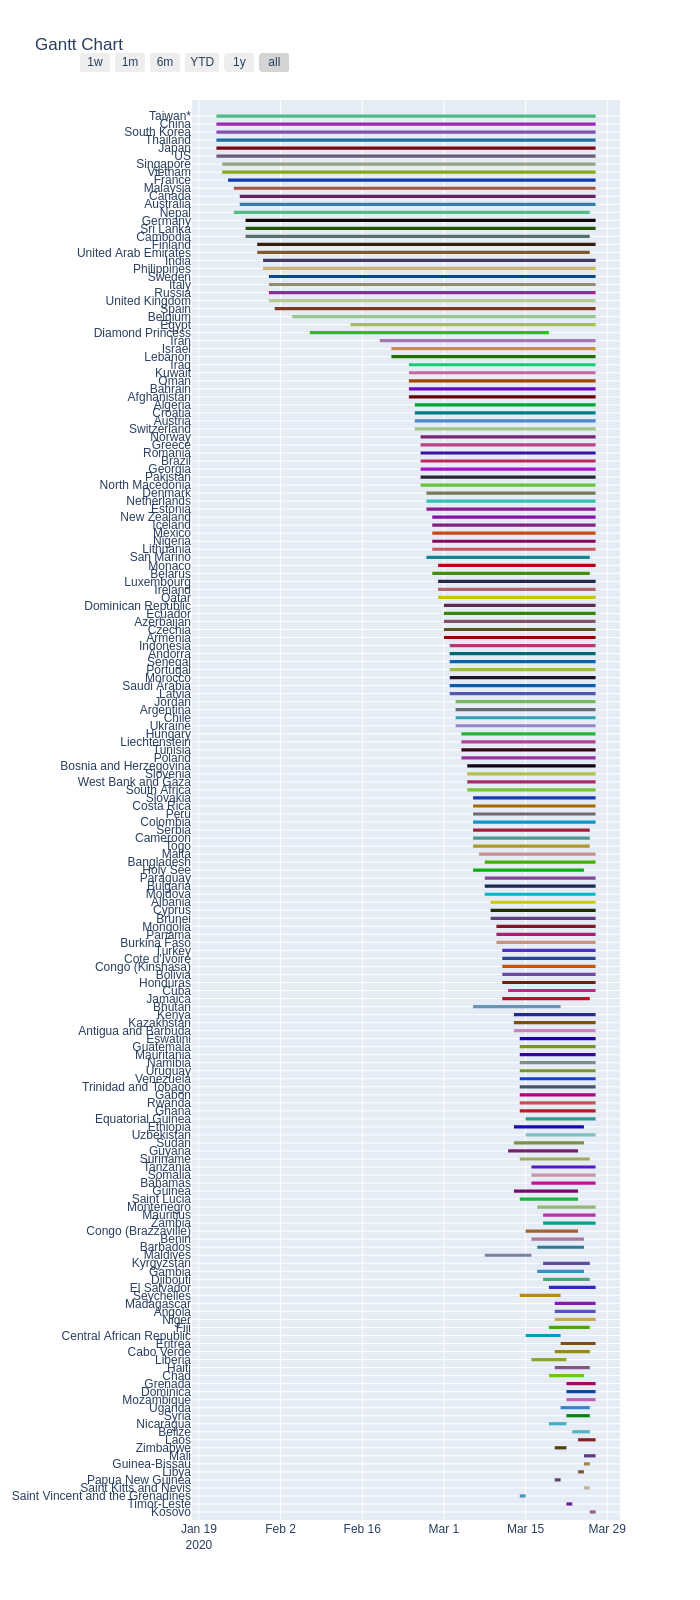 Gantt Chart
1w 1m 6m YTD 1y all
Taiwan*
China
South Korea
Thailand
Japan
US
Singapore
Vietnam
France
Malaysia
Canada
Australia
Nepal
Germany
Sri Lanka
Cambodia
Finland
United Arab Emirates
India
Philippines
Sweden
Italy
Russia
United Kingdom
Spain
Belgium
Egypt
Diamond Princess
Iran
Israel
Lebanon
Iraq
Kuwait
Oman
Bahrain
Afghanistan
Algeria
Croatia
Austria
Switzerland
Norway
Greece
Romania
Brazil
Georgia
Pakistan
North Macedonia
Denmark
Netherlands
Estonia
New Zealand
Iceland
Mexico
Nigeria
Lithuania
San Marino
Monaco
Belarus
Luxembourg
Ireland
Qatar
Dominican Republic
Ecuador
Azerbaijan
Czechia
Armenia
Indonesia
Andorra
Senegal
Portugal
Morocco
Saudi Arabia
Latvia
Jordan
Argentina
Chile
Ukraine
Hungary
Liechtenstein
Tunisia
Poland
Bosnia and Herzegovina
Slovenia
West Bank and Gaza
South Africa
Slovakia
Costa Rica
Peru
Colombia
Serbia
Cameroon
Togo
Malta
Bangladesh
Holy See
Paraguay
Bulgaria
Moldova
Albania
Cyprus
Brunei
Mongolia
Panama
Burkina Faso
Turkey
Cote d'Ivoire
Congo (Kinshasa)
Bolivia
Honduras
Cuba
Jamaica
Bhutan
Kenya
Kazakhstan
Antigua and Barbuda
Eswatini
Guatemala
Mauritania
Namibia
Uruguay
Venezuela
Trinidad and Tobago
Gabon
Rwanda
Ghana
Equatorial Guinea
Ethiopia
Uzbekistan
Sudan
Guyana
Suriname
Tanzania
Somalia
Bahamas
Guinea
Saint Lucia
Montenegro
Mauritius
Zambia
Congo (Brazzaville)
Benin
Barbados
Maldives
Kyrgyzstan
Gambia
Djibouti
El Salvador
Seychelles
Madagascar
Angola
Niger
Fiji
Central African Republic
Eritrea
Cabo Verde
Liberia
Haiti
Chad
Grenada
Dominica
Mozambique
Uganda
Syria
Nicaragua
Belize
Laos
Zimbabwe
Mali
Guinea-Bissau
Libya
Papua New Guinea
Saint Kitts and Nevis
Saint Vincent and the Grenadines
Timor-Leste
Kosovo
Jan 19 Feb 2 Feb 16 Mar 1 Mar 15 Mar 29
2020